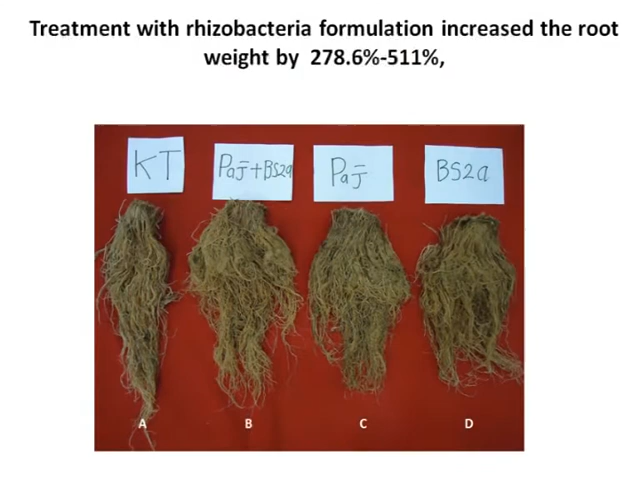 Treatment with rhizobacteria formulation increased the root
weight by 278.6%-511%,
KT
Paj+BS2a
Paj
BS2a
A
B
C
D